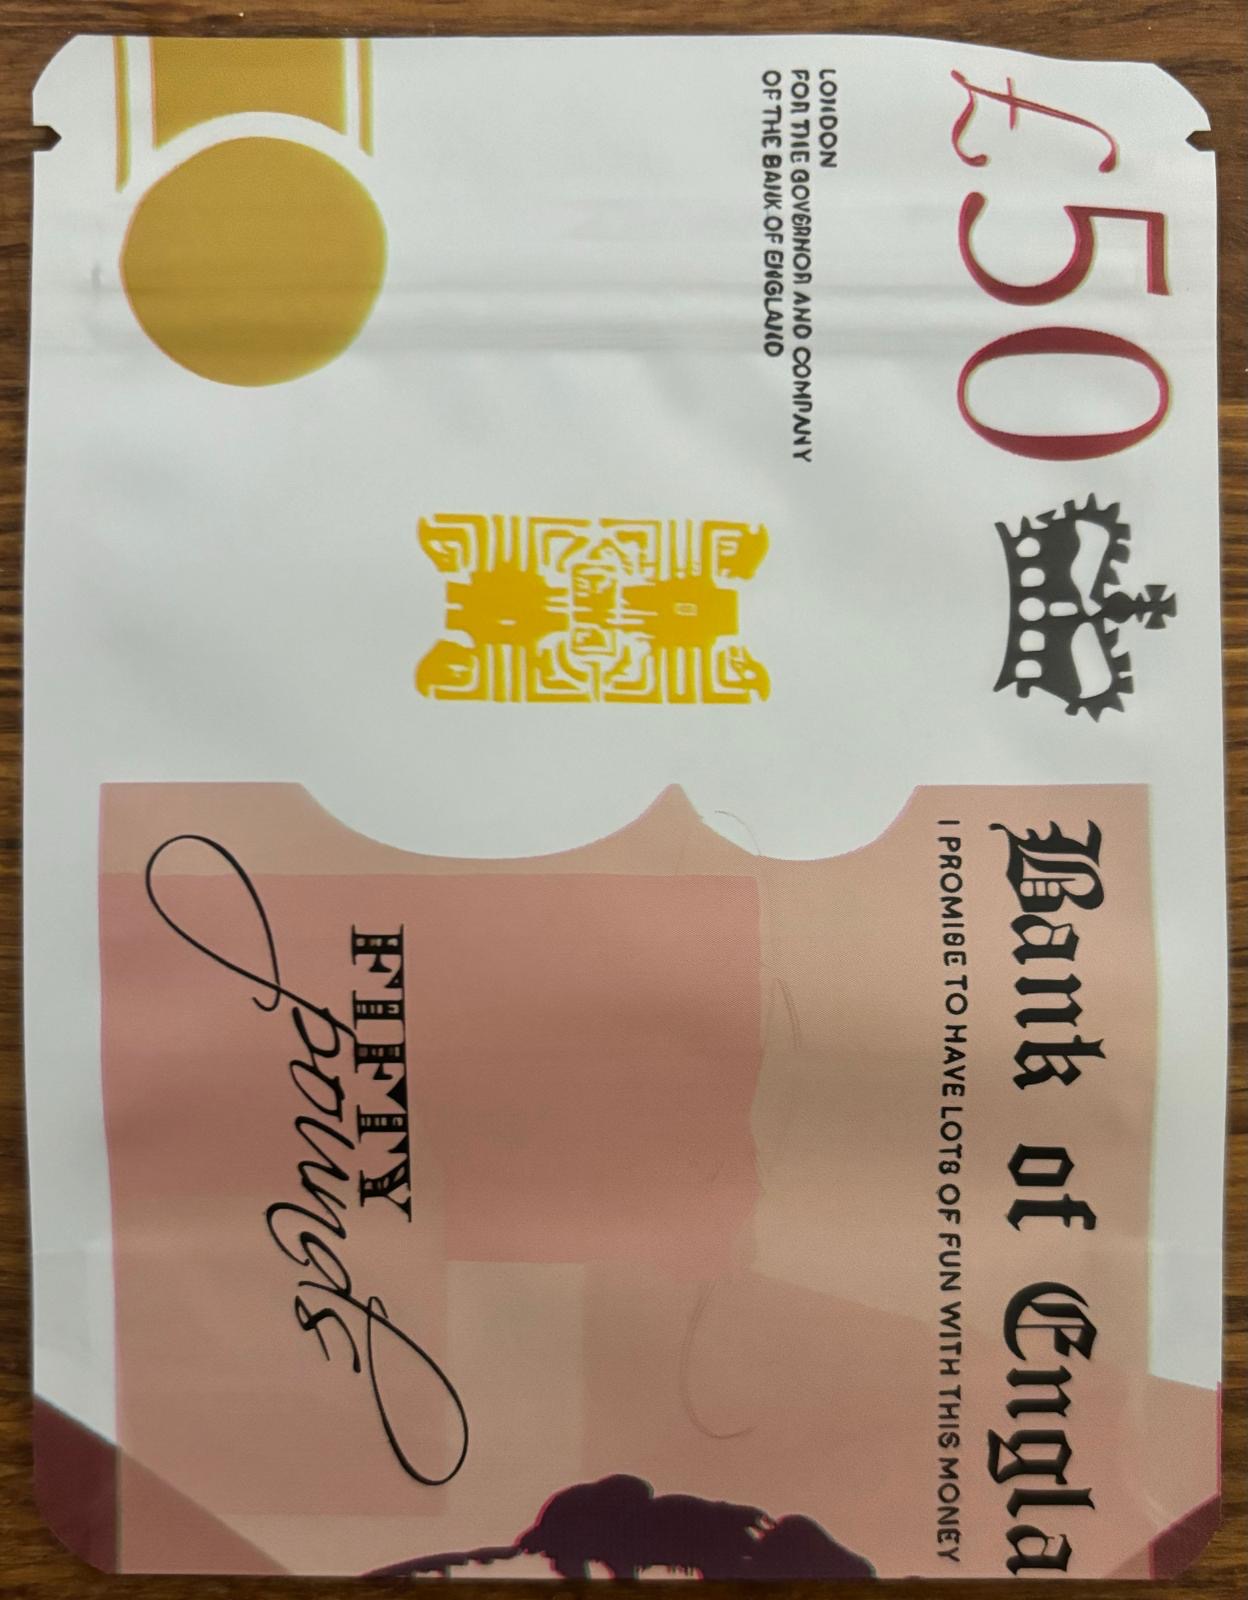 £50
LONDON
FOR THE GOVERNOR AND COMPANY
OF THE BANK OF ENGLAND
Bank of Engla
I PROMISE TO HAVE LOTS OF FUN WITH THIS MONEY
FIFTY
pounds